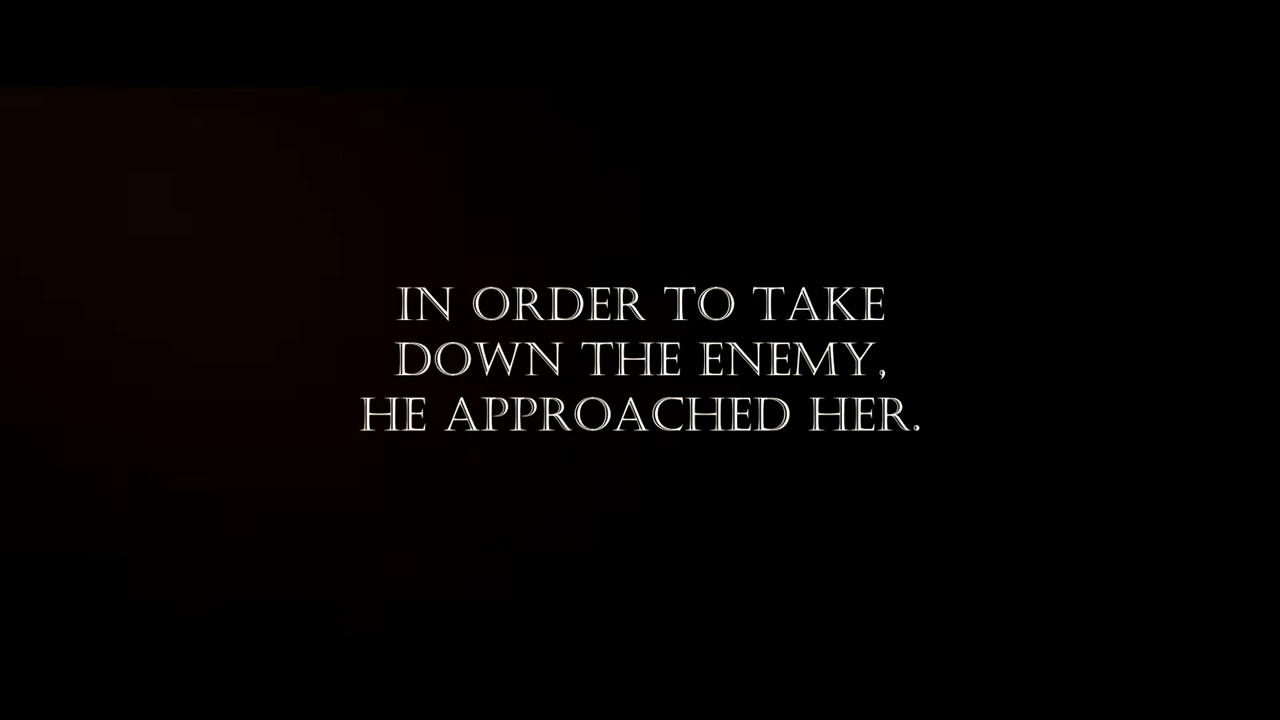 IN ORDER TO TAKE
DOWN THE ENEMY,
HE APPROACHED HER.